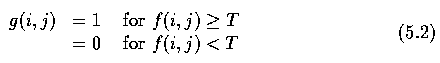 g(i, j) = 1 for f(i, j) ≥ T
= 0 for f(i, j) < T
(5.2)